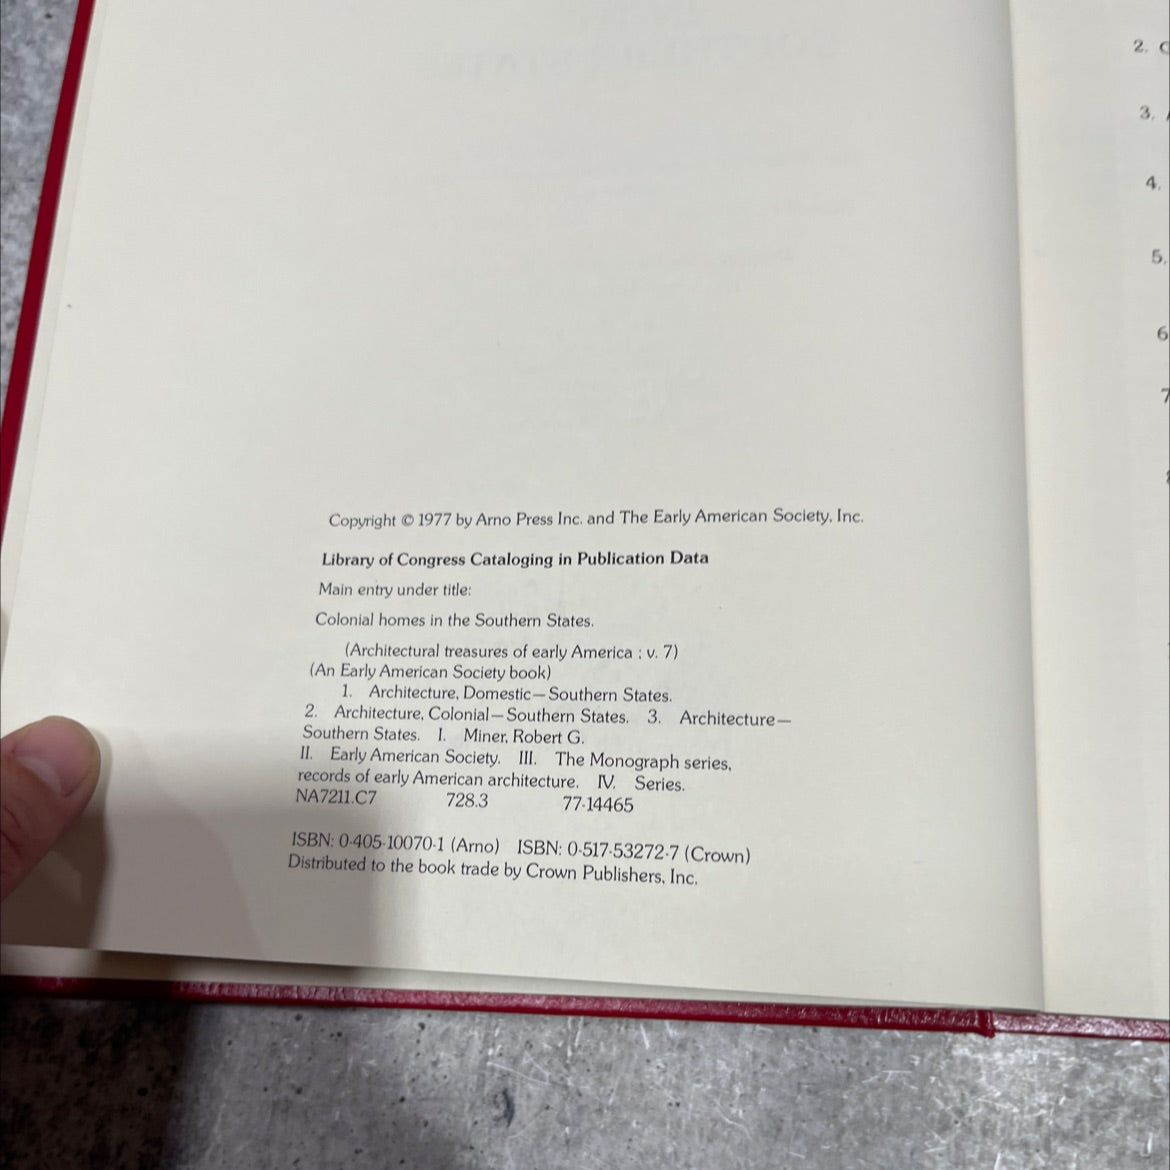 Copyright © 1977 by Arno Press Inc. and The Early American Society, Inc.
Library of Congress Cataloging in Publication Data
Main entry under title:
Colonial homes in the Southern States.
(Architectural treasures of early America ; v. 7)
(An Early American Society book)
1. Architecture, Domestic—Southern States.
2. Architecture, Colonial—Southern States. 3. Architecture—
Southern States. I. Miner, Robert G.
II. Early American Society. III. The Monograph series,
records of early American architecture. IV. Series.
NA7211.C7 728.3 77-14465
ISBN: 0-405-10070-1 (Arno) ISBN: 0-517-53272-7 (Crown)
Distributed to the book trade by Crown Publishers, Inc.
2.
3.
4.
5.
6
7